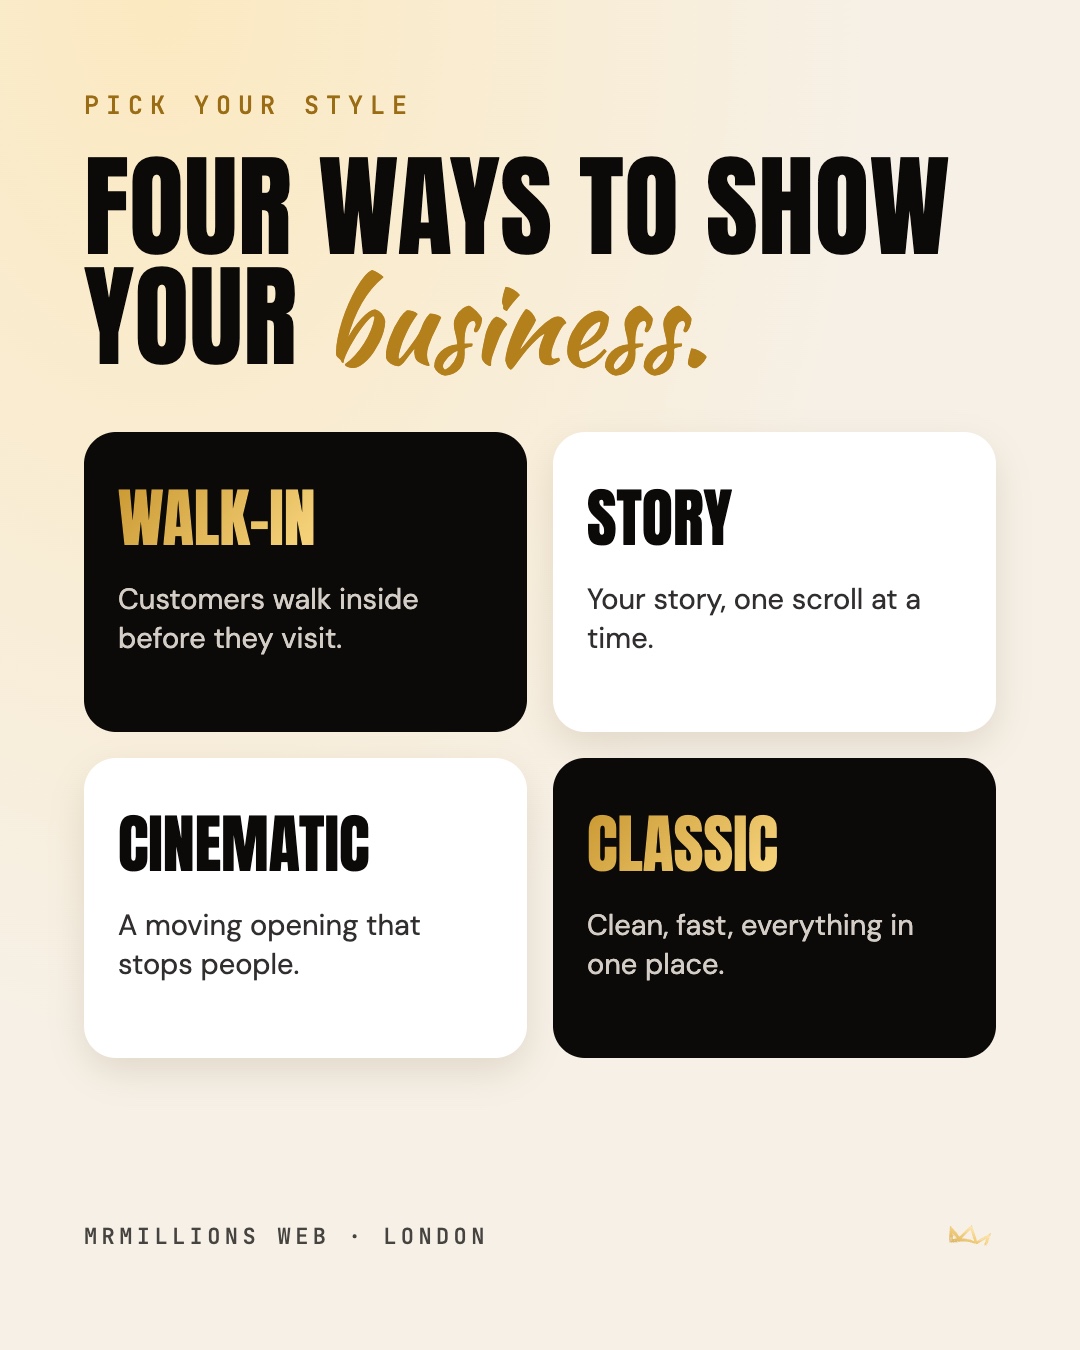 PICK YOUR STYLE
FOUR WAYS TO SHOW
YOUR business.
WALK-IN
Customers walk inside
before they visit.
STORY
Your story, one scroll at a
time.
CINEMATIC
A moving opening that
stops people.
CLASSIC
Clean, fast, everything in
one place.
MRMILLIONS WEB · LONDON